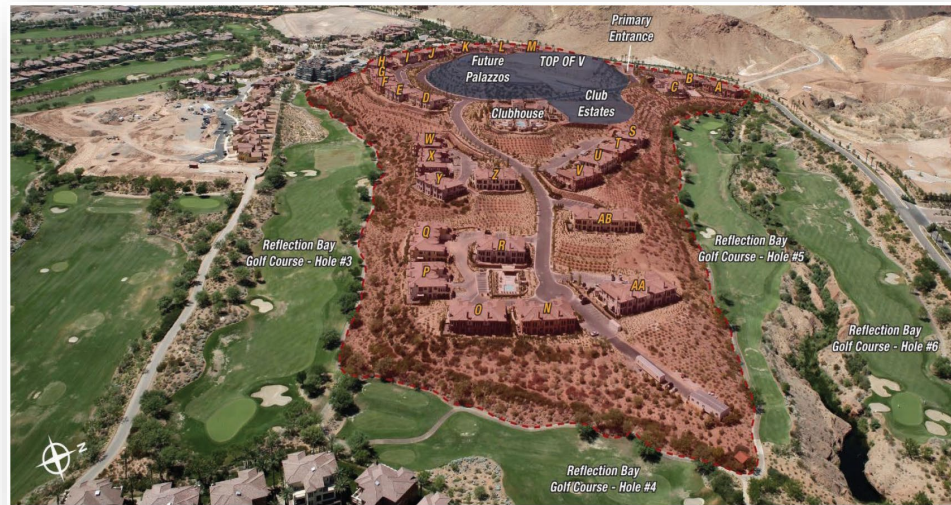 Primary
Entrance
TOP OF V
Future
Palazzos
Club
Estates
Clubhouse
H
G
F
E
D
I
J
K
L
M
B
C
A
W
X
Y
Z
S
T
U
V
Q
R
P
O
N
AB
AA
Reflection Bay
Golf Course - Hole #3
Reflection Bay
Golf Course - Hole #5
Reflection Bay
Golf Course - Hole #6
Reflection Bay
Golf Course - Hole #4
N